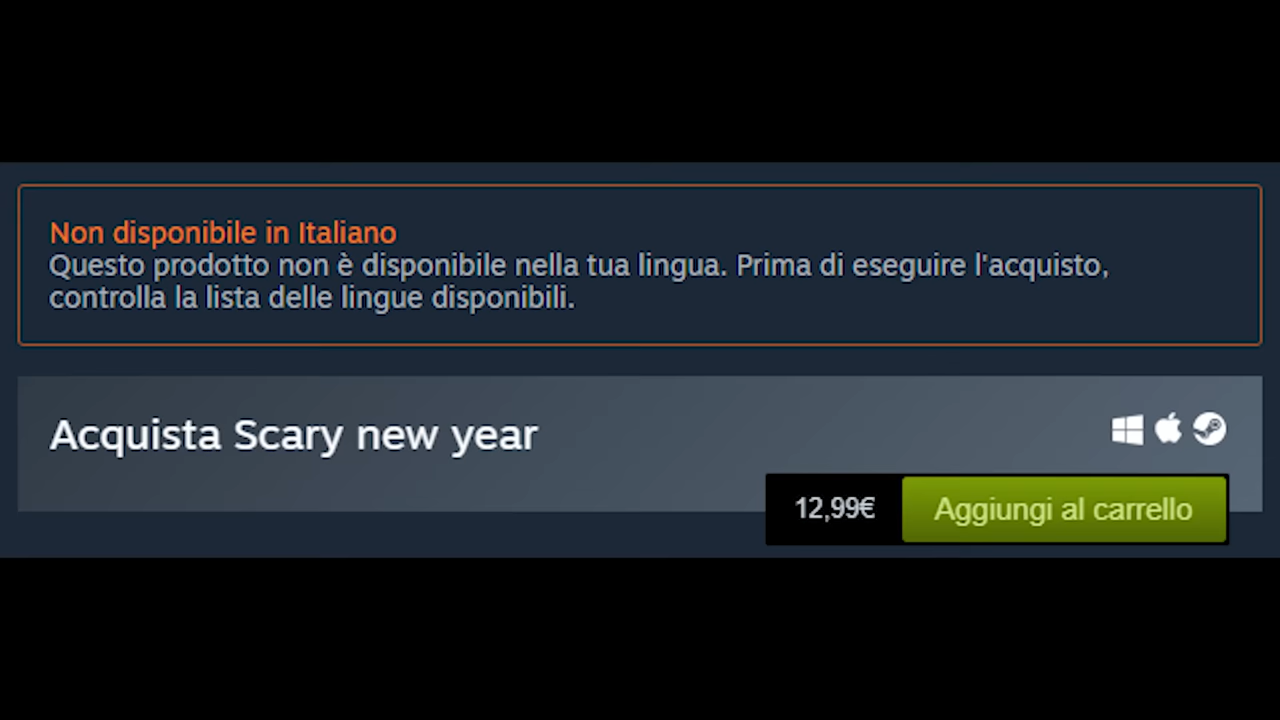 Non disponibile in Italiano
Questo prodotto non è disponibile nella tua lingua. Prima di eseguire l'acquisto,
controlla la lista delle lingue disponibili.
Acquista Scary new year
12,99€ Aggiungi al carrello